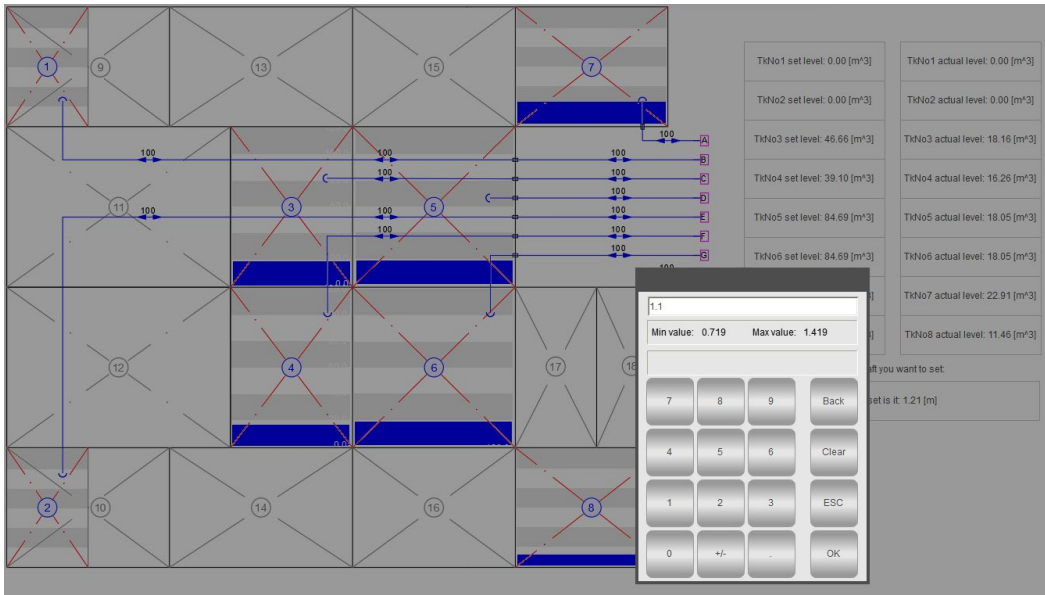 1
9
13
15
7
100
A
TkNo1 set level: 0.00 [m^3]
TkNo1 actual level: 0.00 [m^3]
TkNo2 set level: 0.00 [m^3]
TkNo2 actual level: 0.00 [m^3]
100
100
100
B
TkNo3 set level: 46.66 [m^3]
TkNo3 actual level: 18.16 [m^3]
100
100
C
TkNo4 set level: 39.10 [m^3]
TkNo4 actual level: 16.26 [m^3]
100
D
11
100
3
5
100
100
E
TkNo5 set level: 84.69 [m^3]
TkNo5 actual level: 18.05 [m^3]
100
100
F
100
G
TkNo6 set level: 84.69 [m^3]
TkNo6 actual level: 18.05 [m^3]
100
0.0
TkNo7 actual level: 22.91 [m^3]
TkNo8 actual level: 11.46 [m^3]
12
4
6
17
18
0.0
2
10
14
16
8
1.1
Min value: 0.719 Max value: 1.419
aft you want to set:
set is it: 1.21 [m]
7 8 9 Back
4 5 6 Clear
1 2 3 ESC
0 +/- . OK